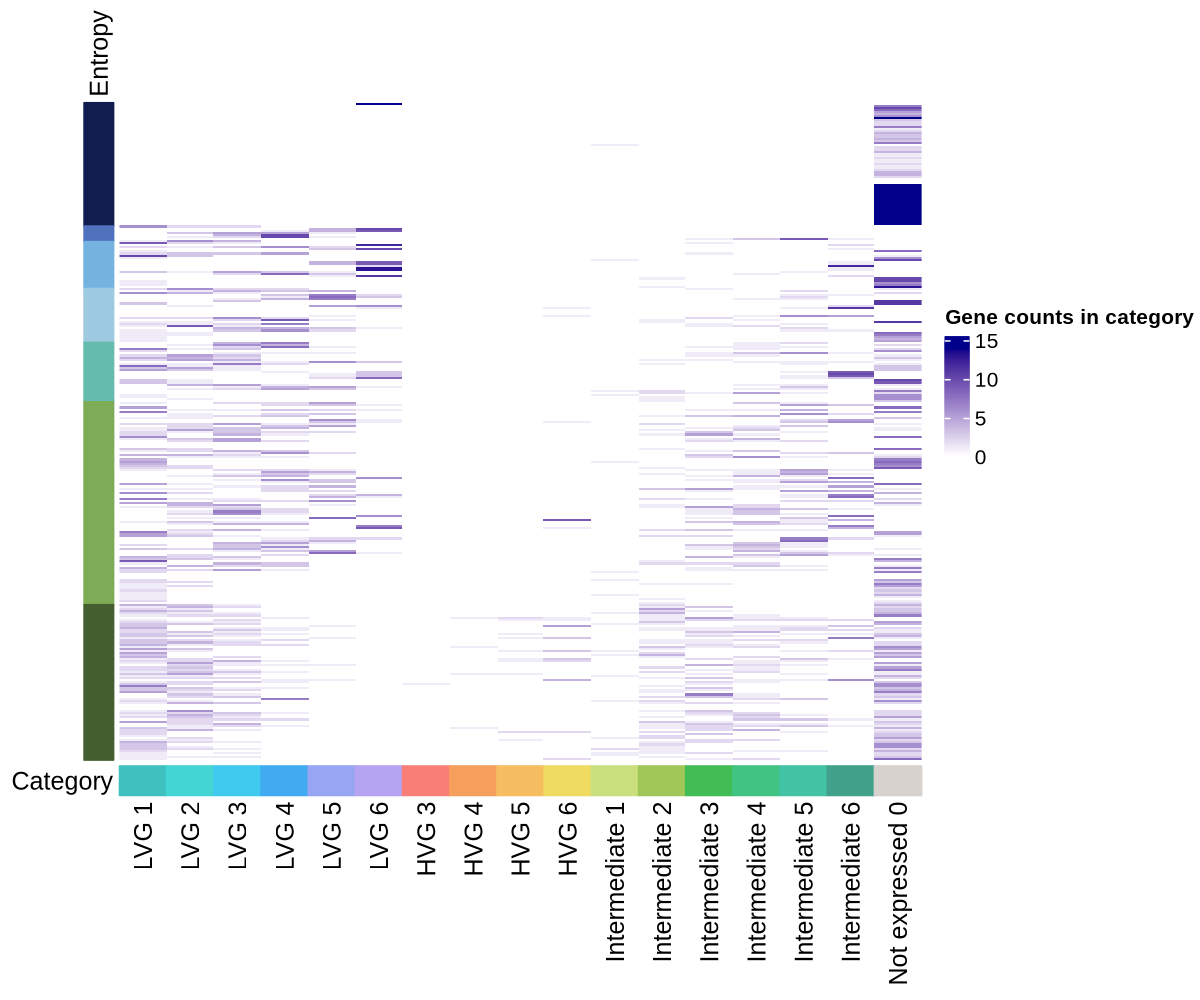 Entropy
Gene counts in category
15
10
5
0
Category
LVG 1
LVG 2
LVG 3
LVG 4
LVG 5
LVG 6
HVG 3
HVG 4
HVG 5
HVG 6
Intermediate 1
Intermediate 2
Intermediate 3
Intermediate 4
Intermediate 5
Intermediate 6
Not expressed 0